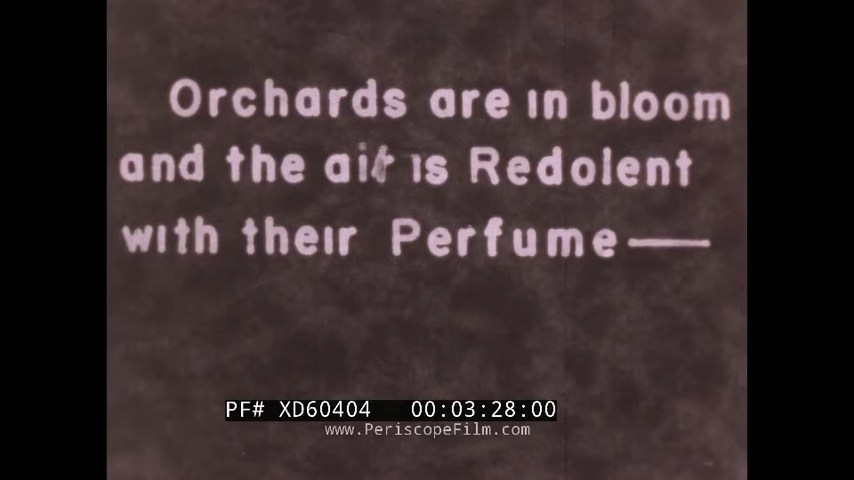 Orchards are in bloom
and the air is Redolent
with their Perfume—
PF# XD60404 00:03:28:00
www.PeriscopeFilm.com